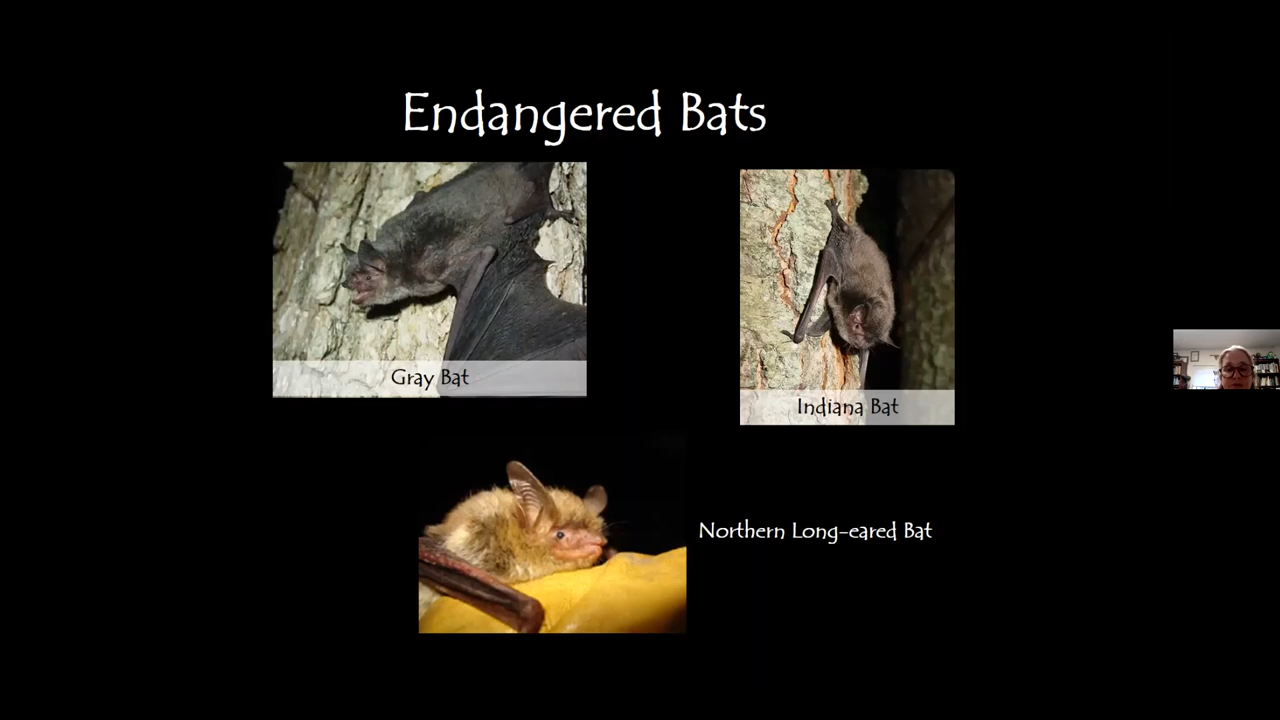 Endangered Bats
Gray Bat
Indiana Bat
Northern Long-eared Bat